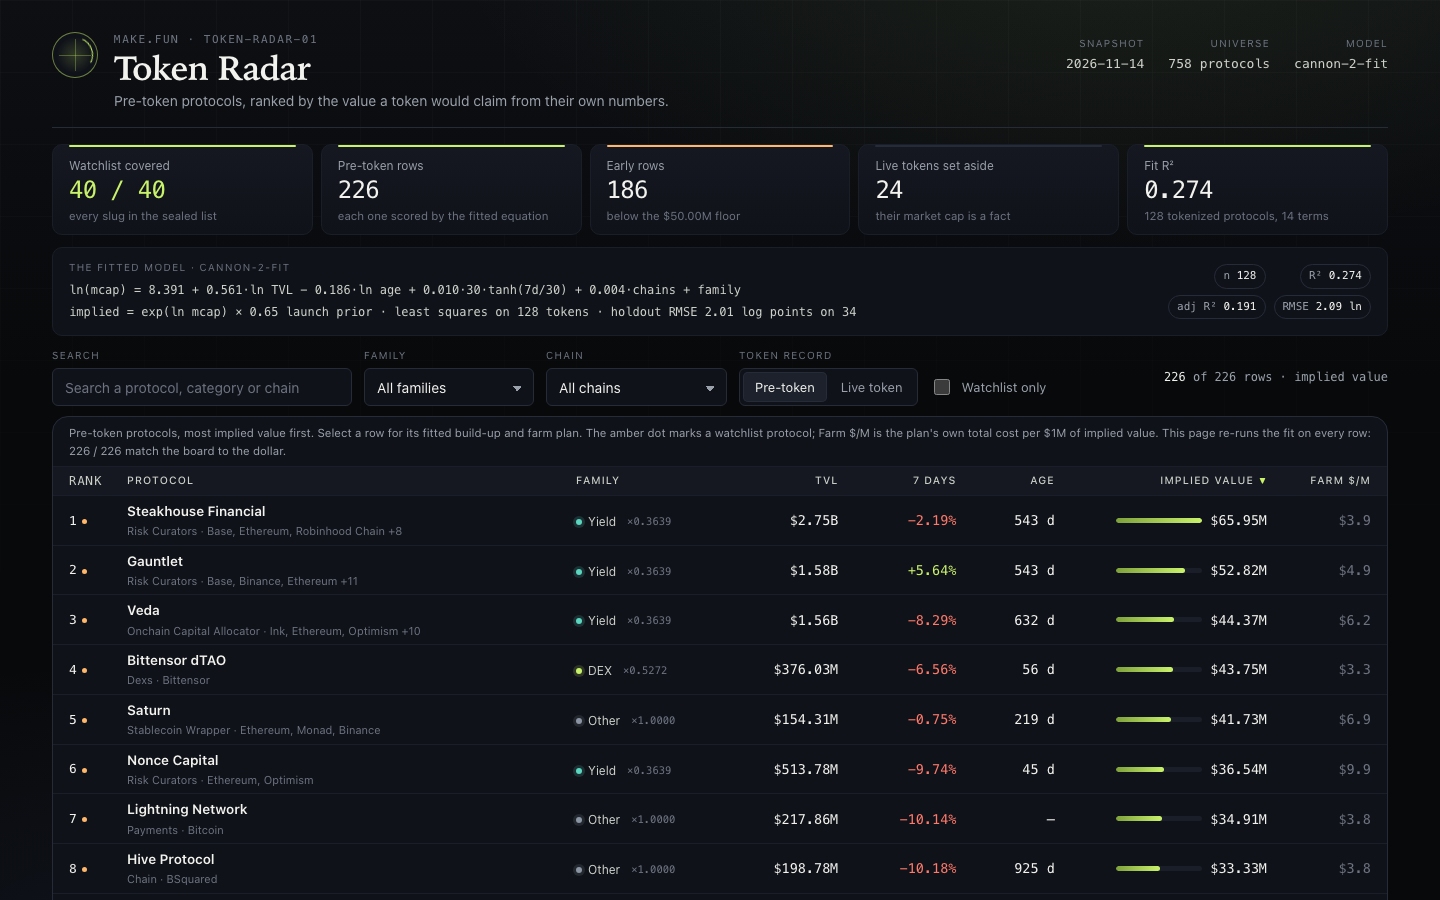 MAKE.FUN · TOKEN-RADAR-01
Token Radar
Pre-token protocols, ranked by the value a token would claim from their own numbers.
SNAPSHOT UNIVERSE MODEL
2026-11-14 758 protocols cannon-2-fit
Watchlist covered
40 / 40
every slug in the sealed list
Pre-token rows
226
each one scored by the fitted equation
Early rows
186
below the $50.00M floor
Live tokens set aside
24
their market cap is a fact
Fit R²
0.274
128 tokenized protocols, 14 terms
THE FITTED MODEL · CANNON-2-FIT
ln(mcap) = 8.391 + 0.561·ln TVL − 0.186·ln age + 0.010·30·tanh(7d/30) + 0.004·chains + family
implied = exp(ln mcap) × 0.65 launch prior · least squares on 128 tokens · holdout RMSE 2.01 log points on 34
n 128 R² 0.274
adj R² 0.191 RMSE 2.09 ln
SEARCH FAMILY CHAIN TOKEN RECORD
Search a protocol, category or chain All families All chains Pre-token Live token Watchlist only 226 of 226 rows · implied value
Pre-token protocols, most implied value first. Select a row for its fitted build-up and farm plan. The amber dot marks a watchlist protocol; Farm $/M is the plan's own total cost per $1M of implied value. This page re-runs the fit on every row:
226 / 226 match the board to the dollar.
RANK PROTOCOL FAMILY TVL 7 DAYS AGE IMPLIED VALUE ▼ FARM $/M
1 Steakhouse Financial Yield ×0.3639 $2.75B −2.19% 543 d $65.95M $3.9
Risk Curators · Base, Ethereum, Robinhood Chain +8
2 Gauntlet Yield ×0.3639 $1.58B +5.64% 543 d $52.82M $4.9
Risk Curators · Base, Binance, Ethereum +11
3 Veda Yield ×0.3639 $1.56B −8.29% 632 d $44.37M $6.2
Onchain Capital Allocator · Ink, Ethereum, Optimism +10
4 Bittensor dTAO DEX ×0.5272 $376.03M −6.56% 56 d $43.75M $3.3
Dexs · Bittensor
5 Saturn Other ×1.0000 $154.31M −0.75% 219 d $41.73M $6.9
Stablecoin Wrapper · Ethereum, Monad, Binance
6 Nonce Capital Yield ×0.3639 $513.78M −9.74% 45 d $36.54M $9.9
Risk Curators · Ethereum, Optimism
7 Lightning Network Other ×1.0000 $217.86M −10.14% — $34.91M $3.8
Payments · Bitcoin
8 Hive Protocol Other ×1.0000 $198.78M −10.18% 925 d $33.33M $3.8
Chain · BSquared